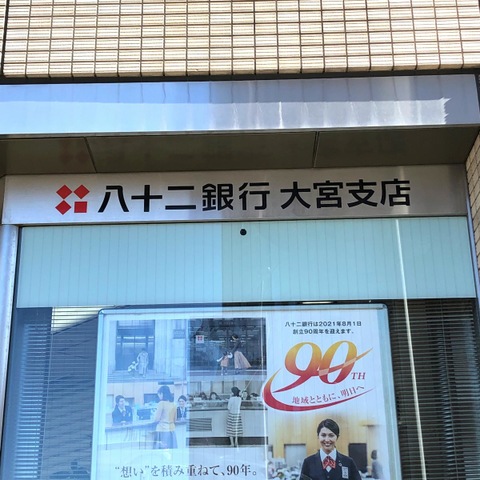 八十二銀行 大宮支店
八十二銀行は2021年8月1日
創立90周年を迎えます。
90TH
地域とともに、明日へ
“想い”を積み重ねて、90年。